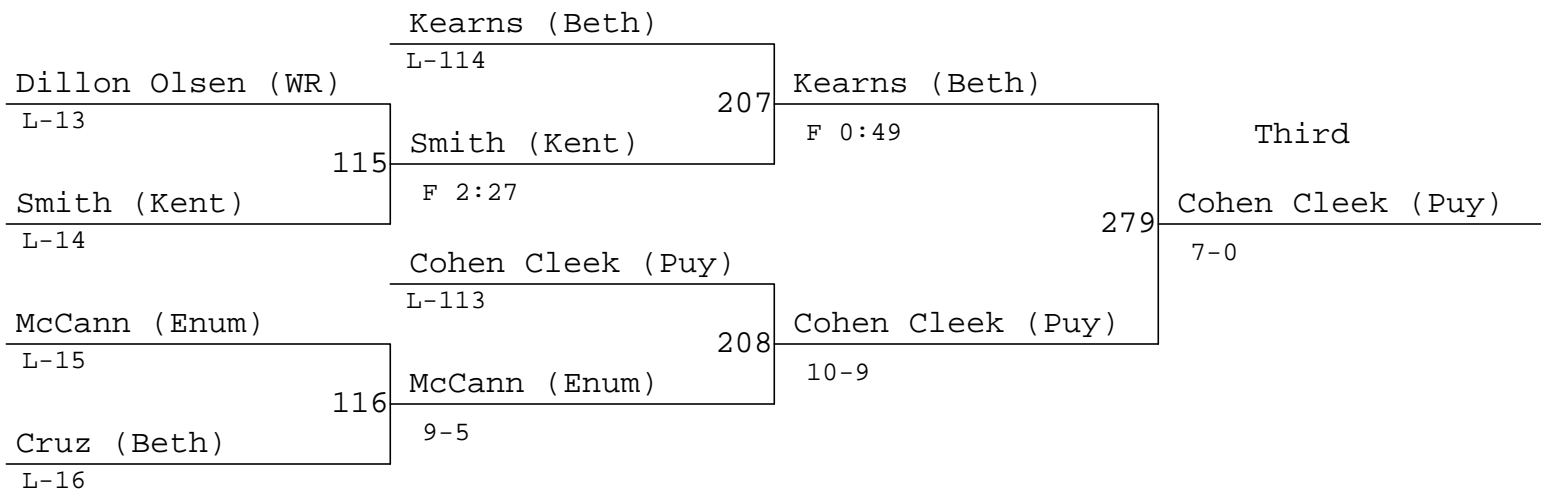 Kearns (Beth)
L-114
Dillon Olsen (WR)
L-13
207
Kearns (Beth)
F 0:49
Third
115
Smith (Kent)
F 2:27
Smith (Kent)
L-14
279
Cohen Cleek (Puy)
7-0
Cohen Cleek (Puy)
L-113
McCann (Enum)
L-15
208
Cohen Cleek (Puy)
10-9
116
McCann (Enum)
9-5
Cruz (Beth)
L-16